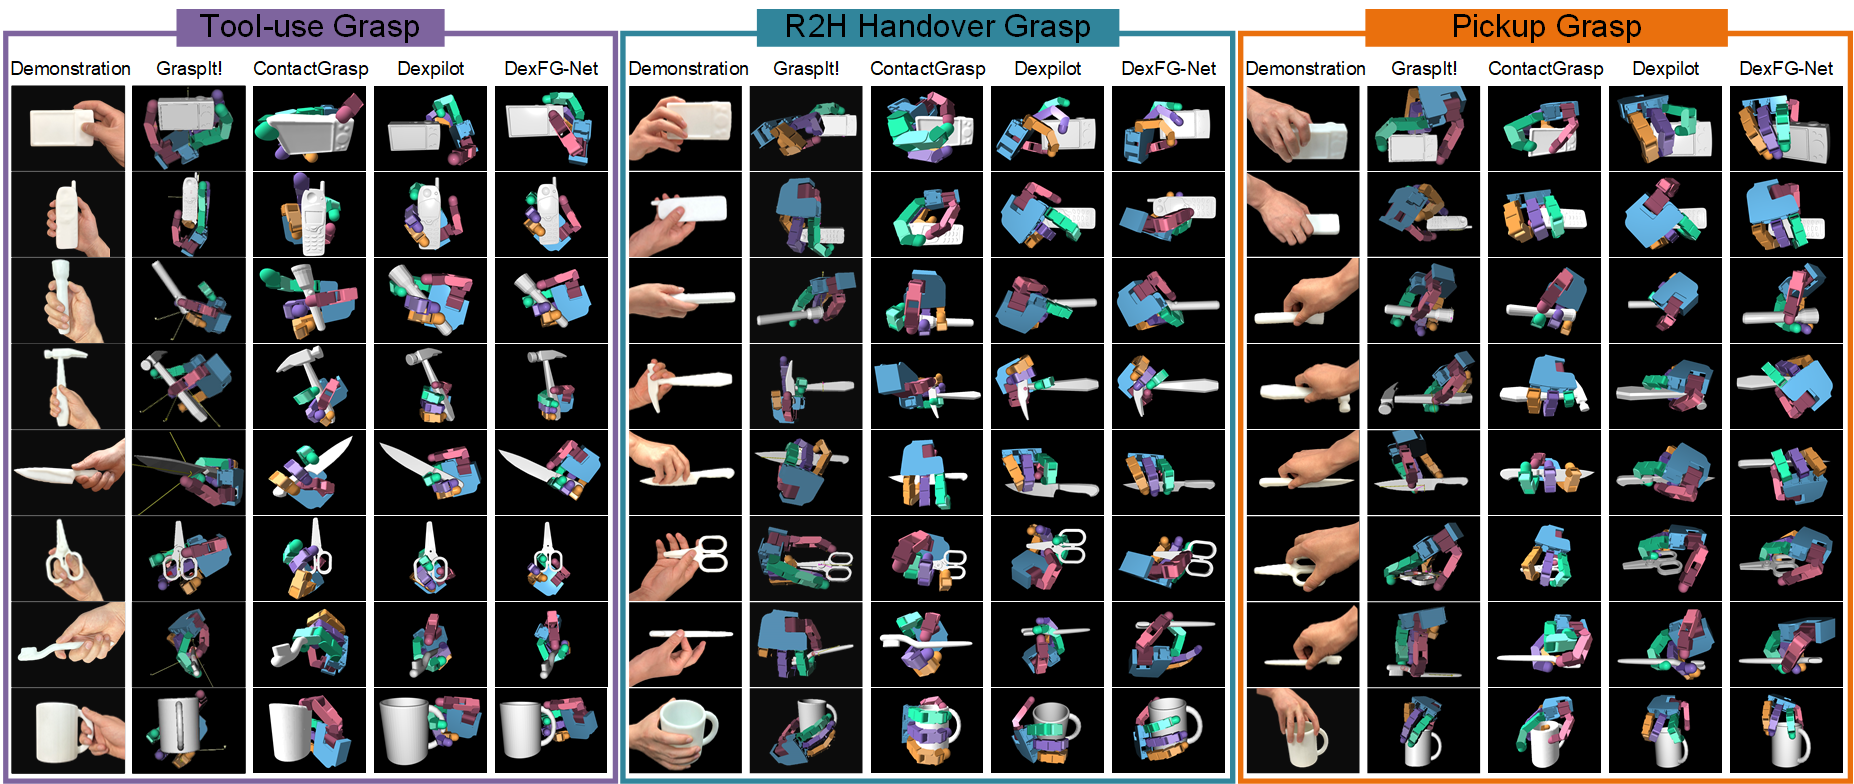 Tool-use Grasp
R2H Handover Grasp
Pickup Grasp
Demonstration GraspIt! ContactGrasp Dexpilot DexFG-Net
Demonstration GraspIt! ContactGrasp Dexpilot DexFG-Net
Demonstration GraspIt! ContactGrasp Dexpilot DexFG-Net